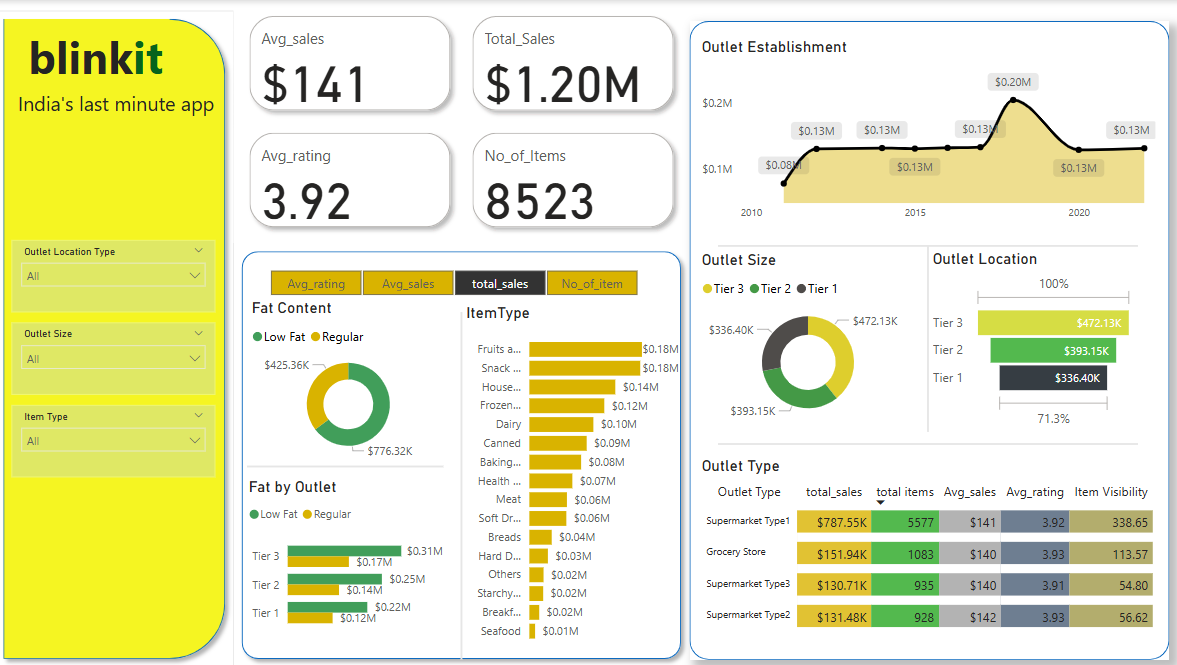 blinkit
India's last minute app
Outlet Location Type
All
Outlet Size
All
Item Type
All
Avg_sales
$141
Total_Sales
$1.20M
Avg_rating
3.92
No_of_Items
8523
Avg_rating Avg_sales total_sales No_of_item
Fat Content
Low Fat Regular
$425.36K
$776.32K
Fat by Outlet
Low Fat Regular
Tier 3 $0.31M
$0.17M
Tier 2 $0.25M
$0.14M
Tier 1 $0.22M
$0.12M
ItemType
Fruits a... $0.18M
Snack ... $0.18M
House... $0.14M
Frozen... $0.12M
Dairy $0.10M
Canned $0.09M
Baking... $0.08M
Health ... $0.07M
Meat $0.06M
Soft Dr... $0.06M
Breads $0.04M
Hard D... $0.03M
Others $0.02M
Starchy... $0.02M
Breakf... $0.02M
Seafood $0.01M
Outlet Establishment
$0.20M
$0.2M
$0.13M $0.13M $0.13M $0.13M
$0.08M $0.13M $0.13M
$0.1M
2010 2015 2020
Outlet Size
Tier 3 Tier 2 Tier 1
$472.13K
$336.40K
$393.15K
Outlet Location
100%
Tier 3 $472.13K
Tier 2 $393.15K
Tier 1 $336.40K
71.3%
Outlet Type
Outlet Type total_sales total items Avg_sales Avg_rating Item Visibility
Supermarket Type1 $787.55K 5577 $141 3.92 338.65
Grocery Store $151.94K 1083 $140 3.93 113.57
Supermarket Type3 $130.71K 935 $140 3.91 54.80
Supermarket Type2 $131.48K 928 $142 3.93 56.62